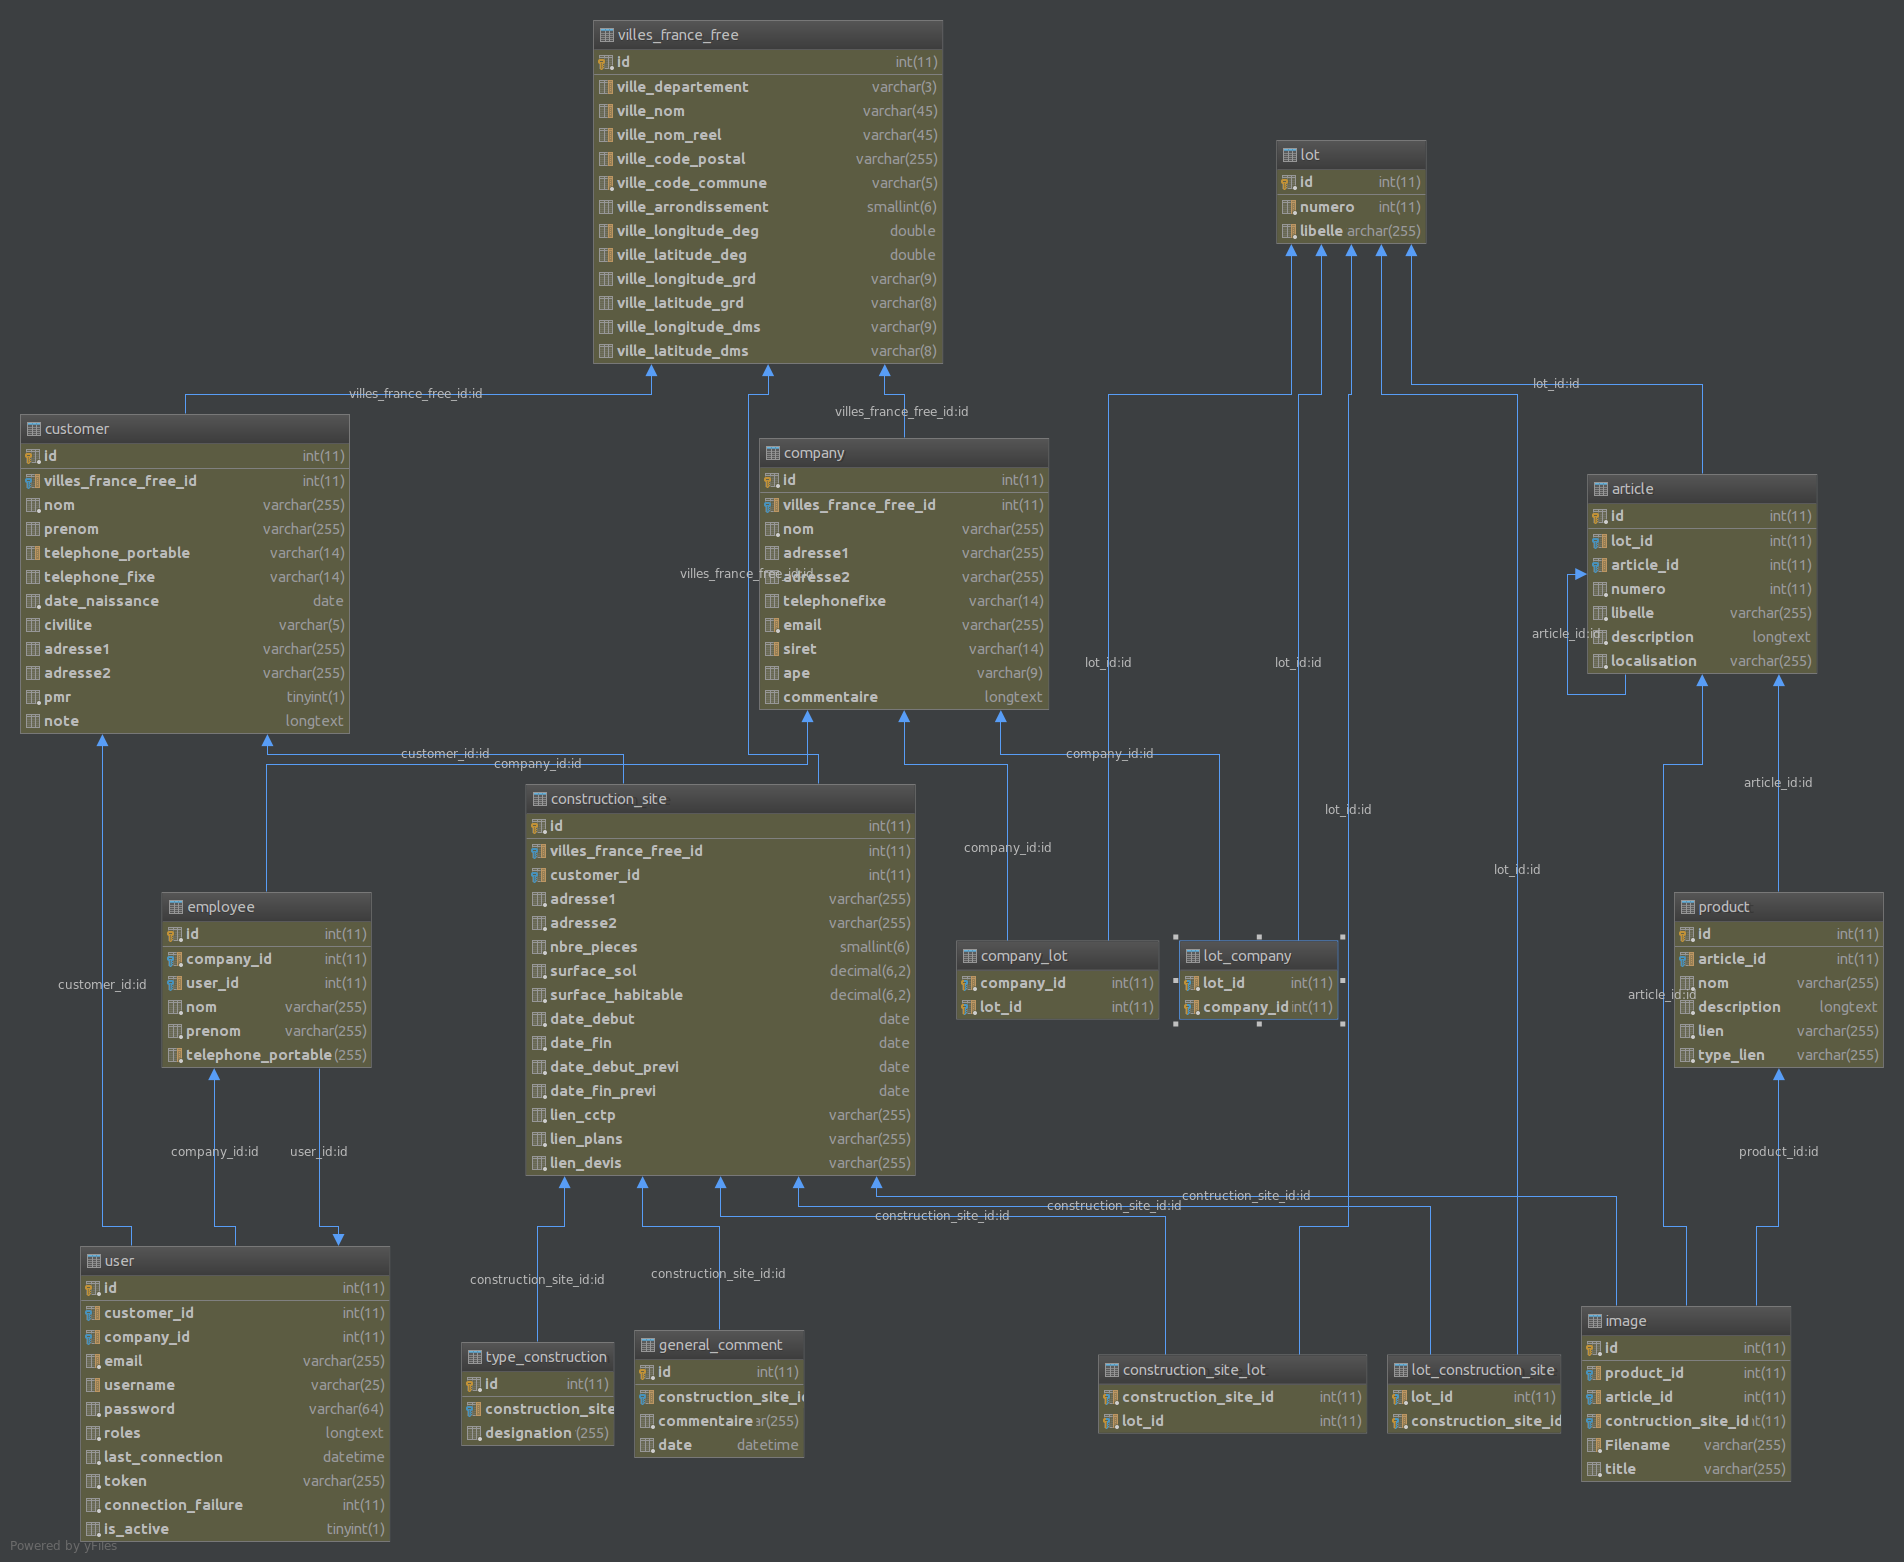 villes_france_free
id int(11)
ville_departement varchar(3)
ville_nom varchar(45)
ville_nom_reel varchar(45)
ville_code_postal varchar(255)
ville_code_commune varchar(5)
ville_arrondissement smallint(6)
ville_longitude_deg double
ville_latitude_deg double
ville_longitude_grd varchar(9)
ville_latitude_grd varchar(8)
ville_longitude_dms varchar(9)
ville_latitude_dms varchar(8)
lot
id int(11)
numero int(11)
libelle archar(255)
villes_france_free_id:id
villes_france_free_id:id
lot_id:id
customer
id int(11)
villes_france_free_id int(11)
nom varchar(255)
prenom varchar(255)
telephone_portable varchar(14)
telephone_fixe varchar(14)
date_naissance date
civilite varchar(5)
adresse1 varchar(255)
adresse2 varchar(255)
pmr tinyint(1)
note longtext
company
id int(11)
villes_france_free_id int(11)
nom varchar(255)
adresse1 varchar(255)
villes_france_free_id:id
adresse2 varchar(255)
telephonefixe varchar(14)
email varchar(255)
siret varchar(14)
ape varchar(9)
commentaire longtext
article
id int(11)
lot_id int(11)
article_id int(11)
numero int(11)
libelle varchar(255)
article_id:id
description longtext
localisation varchar(255)
lot_id:id
lot_id:id
customer_id:id
company_id:id
company_id:id
article_id:id
lot_id:id
company_id:id
lot_id:id
construction_site
id int(11)
villes_france_free_id int(11)
customer_id int(11)
adresse1 varchar(255)
adresse2 varchar(255)
nbre_pieces smallint(6)
surface_sol decimal(6,2)
surface_habitable decimal(6,2)
date_debut date
date_fin date
date_debut_previ date
date_fin_previ date
lien_cctp varchar(255)
lien_plans varchar(255)
lien_devis varchar(255)
employee
id int(11)
company_id int(11)
user_id int(11)
nom varchar(255)
prenom varchar(255)
telephone_portable (255)
company_lot
company_id int(11)
lot_id int(11)
lot_company
lot_id int(11)
company_id int(11)
product
id int(11)
article_id int(11)
nom varchar(255)
description longtext
lien varchar(255)
type_lien varchar(255)
customer_id:id
article_id:id
company_id:id
user_id:id
product_id:id
contruction_site_id:id
construction_site_id:id
construction_site_id:id
construction_site_id:id
construction_site_id:id
user
id int(11)
customer_id int(11)
company_id int(11)
email varchar(255)
username varchar(25)
password varchar(64)
roles longtext
last_connection datetime
token varchar(255)
connection_failure int(11)
is_active tinyint(1)
type_construction
id int(11)
construction_site
designation (255)
general_comment
id int(11)
construction_site_id
commentaire ar(255)
date datetime
construction_site_lot
construction_site_id int(11)
lot_id int(11)
lot_construction_site
lot_id int(11)
construction_site_id
image
id int(11)
product_id int(11)
article_id int(11)
contruction_site_id t(11)
Filename varchar(255)
title varchar(255)
Powered by yFiles